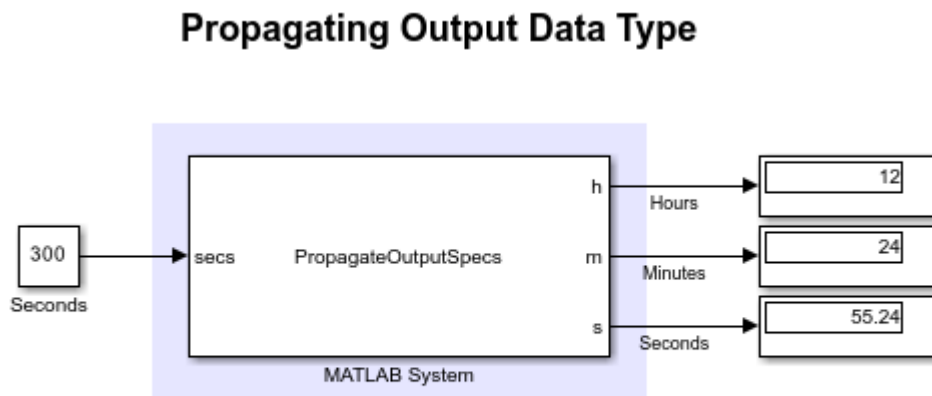 Propagating Output Data Type
300
Seconds
secs
PropagateOutputSpecs
h
m
s
MATLAB System
Hours
Minutes
Seconds
12
24
55.24